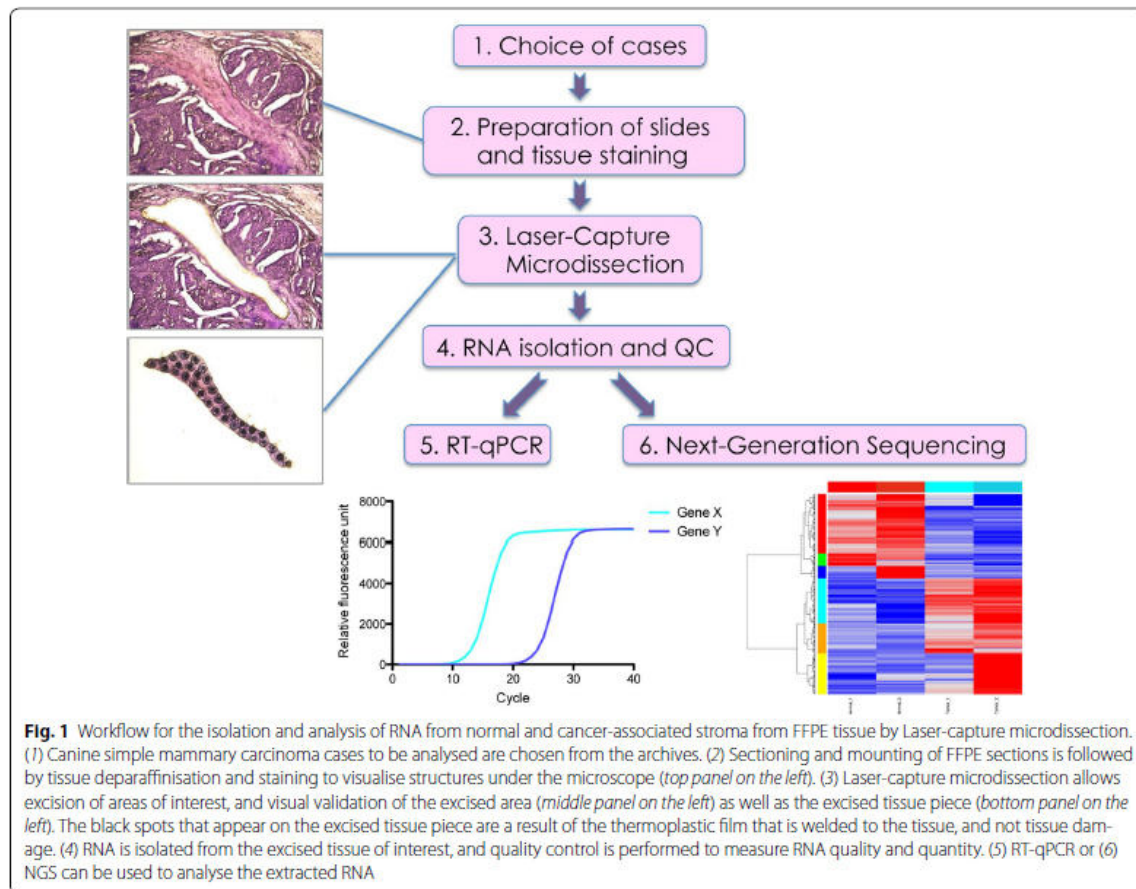 1. Choice of cases
2. Preparation of slides
and tissue staining
3. Laser-Capture
Microdissection
4. RNA isolation and QC
5. RT-qPCR
6. Next-Generation Sequencing
8000
6000
4000
2000
0
Relative fluorescence unit
Gene X
Gene Y
0
10
20
30
40
Cycle
Fig. 1 Workflow for the isolation and analysis of RNA from normal and cancer-associated stroma from FFPE tissue by Laser-capture microdissection.
(1) Canine simple mammary carcinoma cases to be analysed are chosen from the archives. (2) Sectioning and mounting of FFPE sections is followed
by tissue deparaffinisation and staining to visualise structures under the microscope (top panel on the left). (3) Laser-capture microdissection allows
excision of areas of interest, and visual validation of the excised area (middle panel on the left) as well as the excised tissue piece (bottom panel on the
left). The black spots that appear on the excised tissue piece are a result of the thermoplastic film that is welded to the tissue, and not tissue dam-
age. (4) RNA is isolated from the excised tissue of interest, and quality control is performed to measure RNA quality and quantity. (5) RT-qPCR or (6)
NGS can be used to analyse the extracted RNA